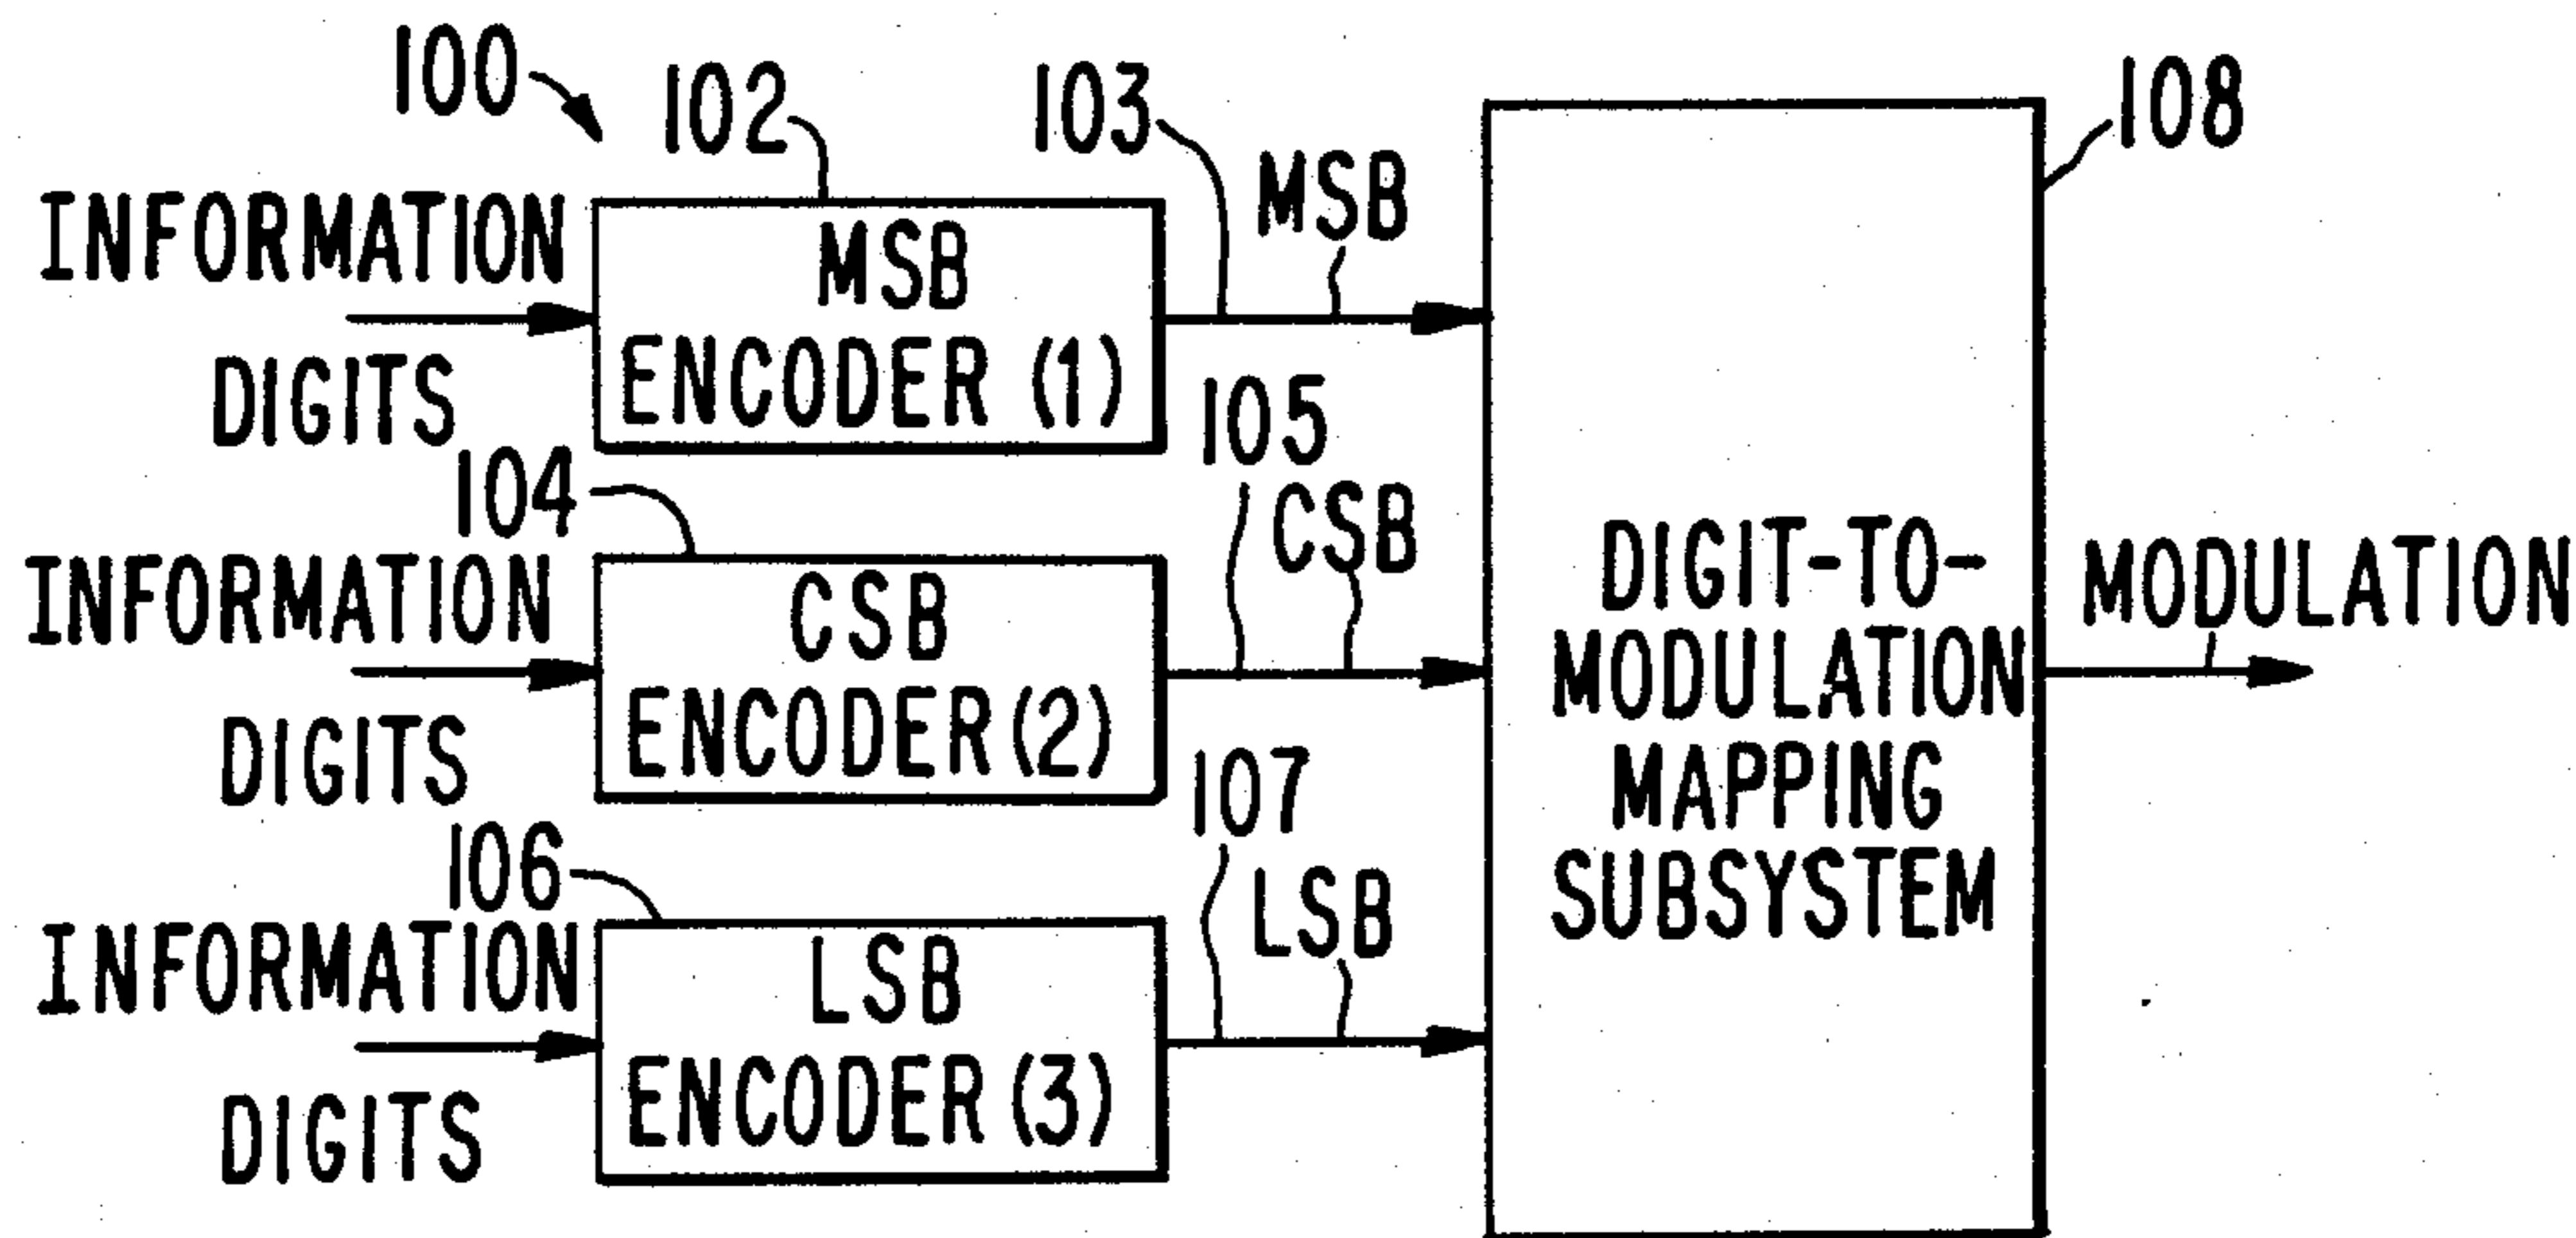 100
102
103
108
INFORMATION
DIGITS
MSB
ENCODER (1)
MSB
104
105
INFORMATION
DIGITS
CSB
ENCODER (2)
CSB
106
107
INFORMATION
DIGITS
LSB
ENCODER (3)
LSB
DIGIT-TO-
MODULATION
MAPPING
SUBSYSTEM
MODULATION